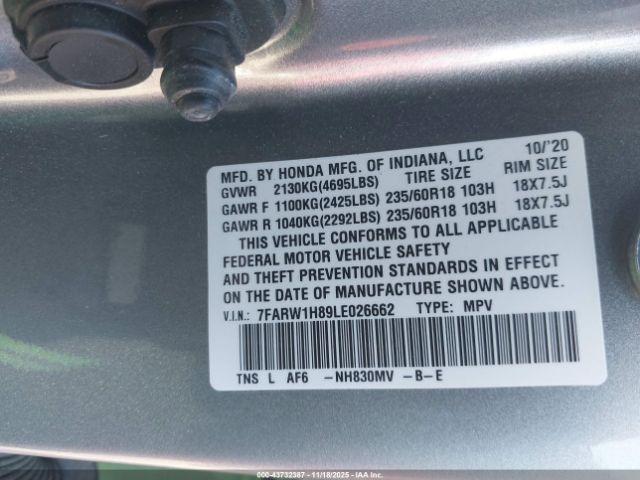 MFD. BY HONDA MFG. OF INDIANA, LLC 10/'20
GVWR 2130KG(4695LBS) TIRE SIZE RIM SIZE
GAWR F 1100KG(2425LBS) 235/60R18 103H 18X7.5J
GAWR R 1040KG(2292LBS) 235/60R18 103H 18X7.5J
THIS VEHICLE CONFORMS TO ALL APPLICABLE
FEDERAL MOTOR VEHICLE SAFETY
AND THEFT PREVENTION STANDARDS IN EFFECT
ON THE DATE OF MANUFACTURE SHOWN ABOVE.
V.I.N.: 7FARW1H89LE026662 TYPE: MPV
TNS L AF6 -NH830MV -B-E
000-43732387 - 11/18/2025 - IAA Inc.